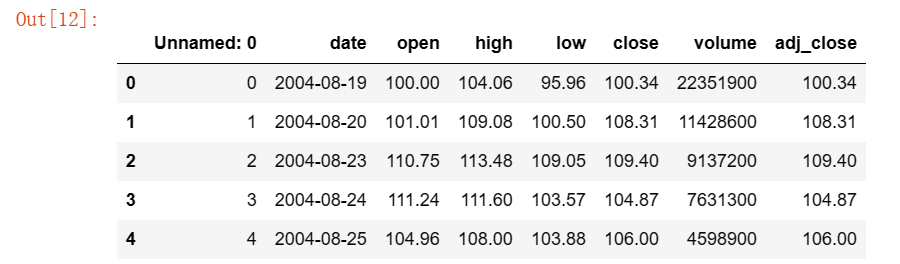 Out[12]:
Unnamed: 0 date open high low close volume adj_close
0 0 2004-08-19 100.00 104.06 95.96 100.34 22351900 100.34
1 1 2004-08-20 101.01 109.08 100.50 108.31 11428600 108.31
2 2 2004-08-23 110.75 113.48 109.05 109.40 9137200 109.40
3 3 2004-08-24 111.24 111.60 103.57 104.87 7631300 104.87
4 4 2004-08-25 104.96 108.00 103.88 106.00 4598900 106.00